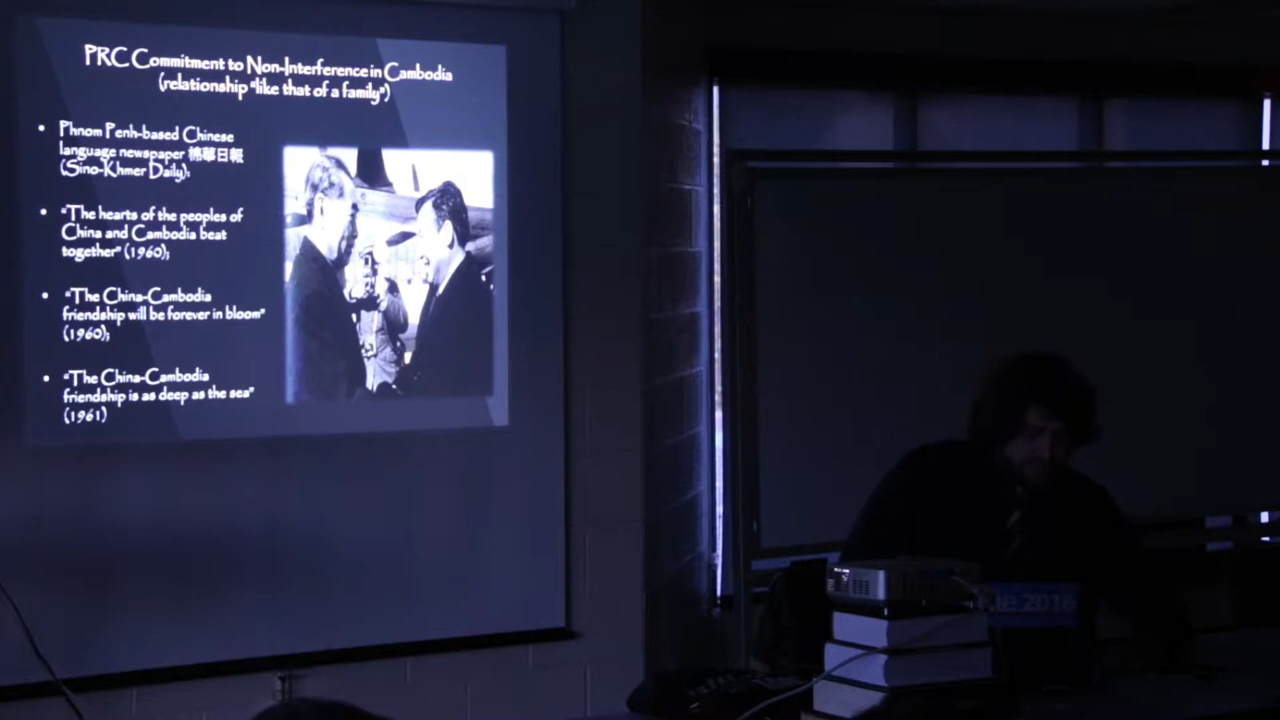 PRC Commitment to Non-Interference in Cambodia
(relationship "like that of a family")
• Phnom Penh-based Chinese
language newspaper 棉華日報
(Sino-Khmer Daily):
• "The hearts of the peoples of
China and Cambodia beat
together" (1960);
• "The China-Cambodia
friendship will be forever in bloom"
(1960);
• "The China-Cambodia
friendship is as deep as the sea"
(1961)
2016